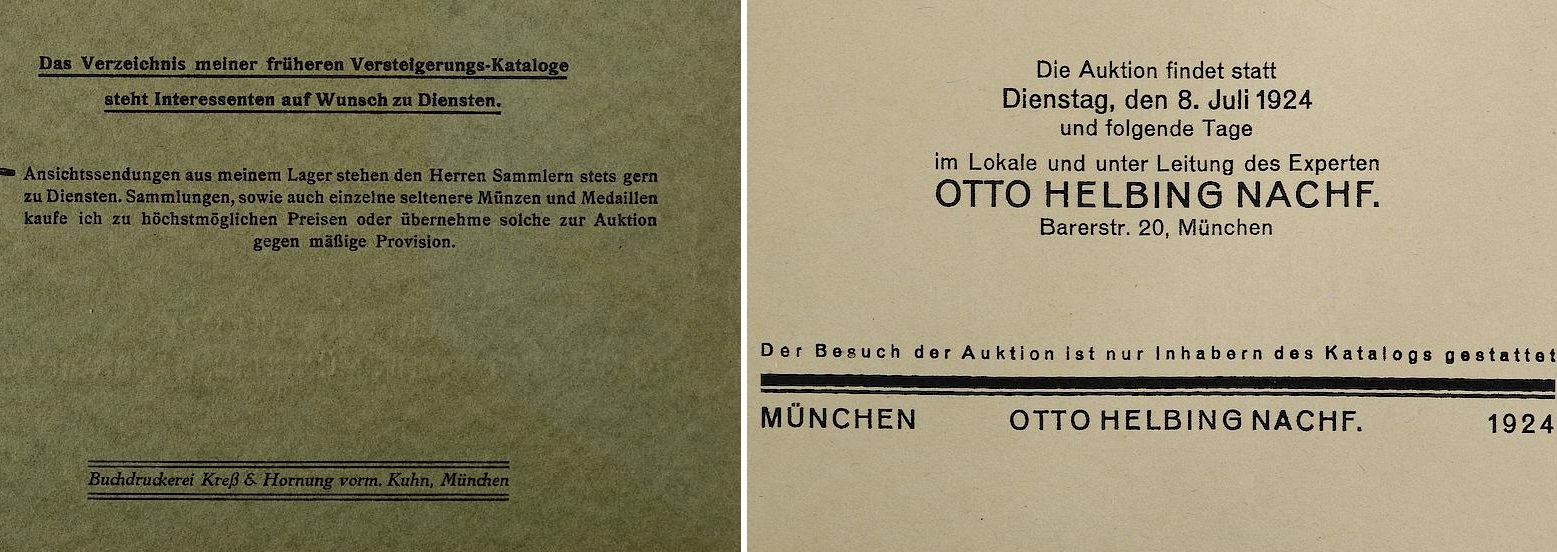 Das Verzeichnis meiner früheren Versteigerungs-Kataloge
steht Interessenten auf Wunsch zu Diensten.
Ansichtssendungen aus meinem Lager stehen den Herren Sammlern stets gern
zu Diensten. Sammlungen, sowie auch einzelne seltenere Münzen und Medaillen
kaufe ich zu höchstmöglichen Preisen oder übernehme solche zur Auktion
gegen mäßige Provision.
Buchdruckerei Kreß & Hornung vorm. Kuhn, München
Die Auktion findet statt
Dienstag, den 8. Juli 1924
und folgende Tage
im Lokale und unter Leitung des Experten
OTTO HELBING NACHF.
Barerstr. 20, München
Der Besuch der Auktion ist nur Inhabern des Katalogs gestattet
MÜNCHEN OTTO HELBING NACHF. 1924